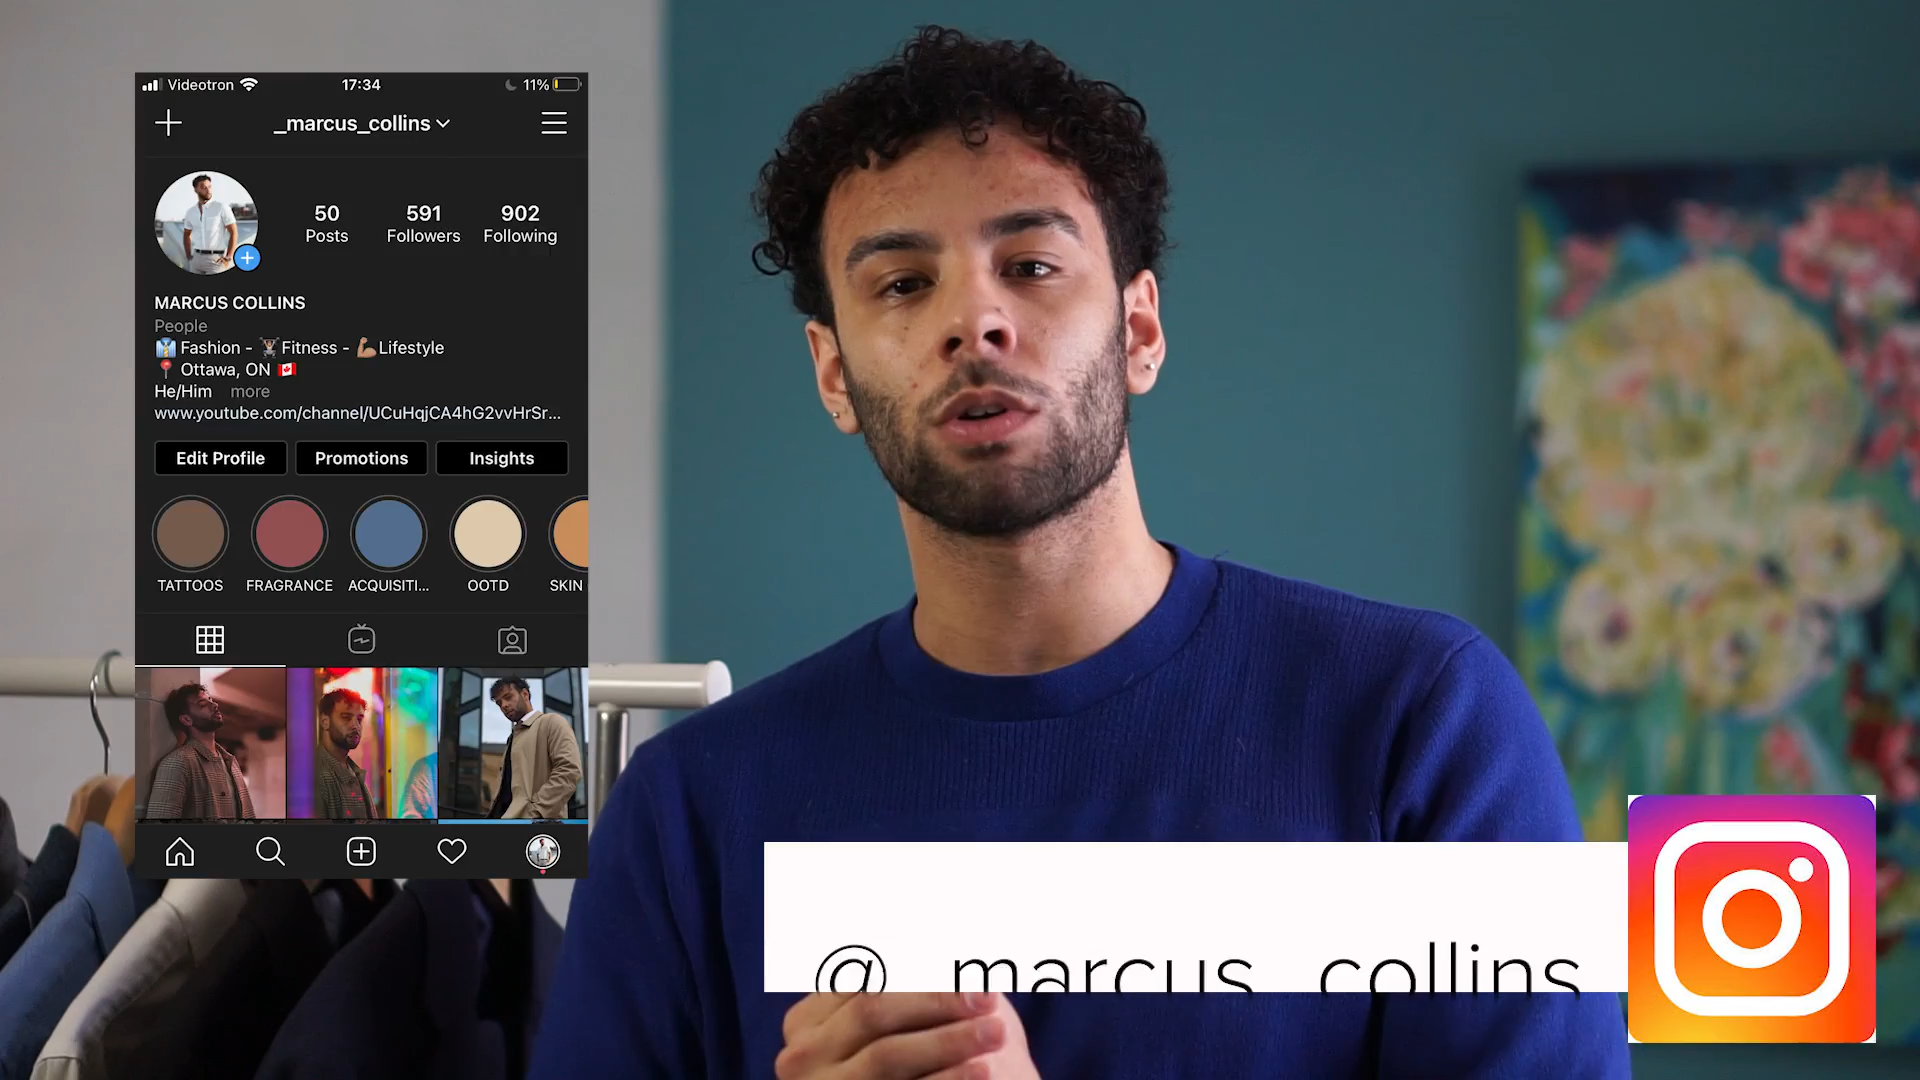 Videotron 17:34 11%
_marcus_collins
50 591 902
Posts Followers Following
MARCUS COLLINS
People
👔 Fashion - 🏋🏽Fitness - 💪🏽Lifestyle
📍 Ottawa, ON 🇨🇦
He/Him more
www.youtube.com/channel/UCuHqjCA4hG2vvHrSr...
Edit Profile Promotions Insights
TATTOOS FRAGRANCE ACQUISITI... OOTD SKIN
@_marcus_collins